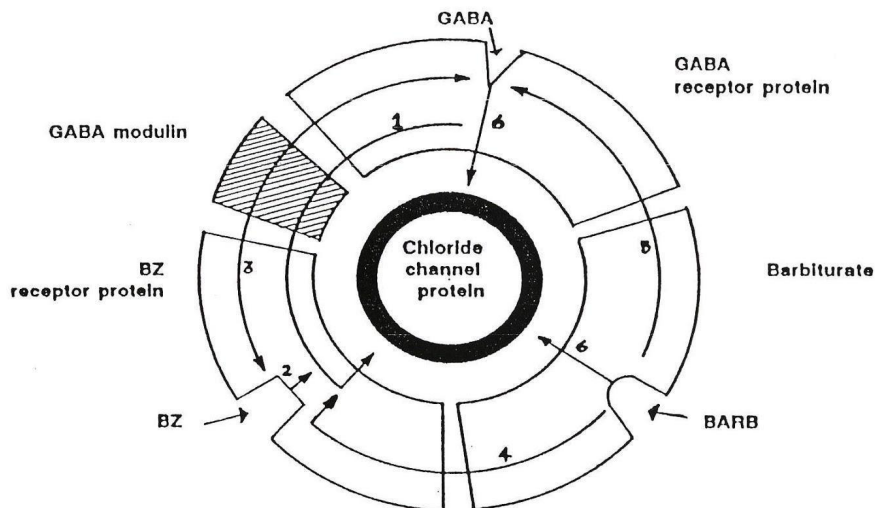 GABA
GABA
receptor protein
1
6
GABA modulin
Chloride
channel
protein
BZ
receptor protein
3
5
Barbiturate
2
6
BZ
BARB
4